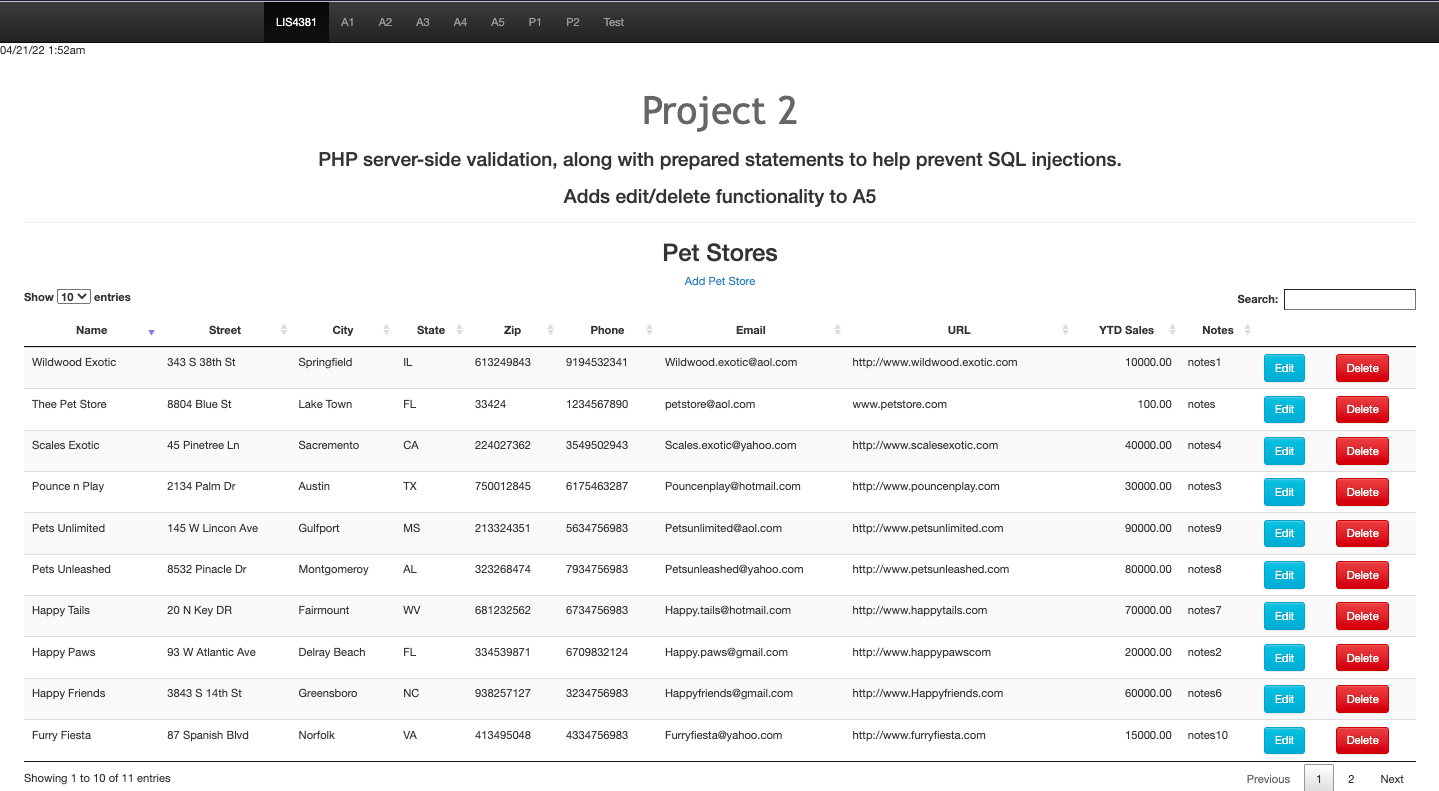 LIS4381 A1 A2 A3 A4 A5 P1 P2 Test
04/21/22 1:52am
Project 2
PHP server-side validation, along with prepared statements to help prevent SQL injections.
Adds edit/delete functionality to A5
Pet Stores
Add Pet Store
Show 10 entries Search:
Name Street City State Zip Phone Email URL YTD Sales Notes
Wildwood Exotic 343 S 38th St Springfield IL 613249843 9194532341 Wildwood.exotic@aol.com http://www.wildwood.exotic.com 10000.00 notes1 Edit Delete
Thee Pet Store 8804 Blue St Lake Town FL 33424 1234567890 petstore@aol.com www.petstore.com 100.00 notes Edit Delete
Scales Exotic 45 Pinetree Ln Sacremento CA 224027362 3549502943 Scales.exotic@yahoo.com http://www.scalesexotic.com 40000.00 notes4 Edit Delete
Pounce n Play 2134 Palm Dr Austin TX 750012845 6175463287 Pouncenplay@hotmail.com http://www.pouncenplay.com 30000.00 notes3 Edit Delete
Pets Unlimited 145 W Lincon Ave Gulfport MS 213324351 5634756983 Petsunlimited@aol.com http://www.petsunlimited.com 90000.00 notes9 Edit Delete
Pets Unleashed 8532 Pinacle Dr Montgomeroy AL 323268474 7934756983 Petsunleashed@yahoo.com http://www.petsunleashed.com 80000.00 notes8 Edit Delete
Happy Tails 20 N Key DR Fairmount WV 681232562 6734756983 Happy.tails@hotmail.com http://www.happytails.com 70000.00 notes7 Edit Delete
Happy Paws 93 W Atlantic Ave Delray Beach FL 334539871 6709832124 Happy.paws@gmail.com http://www.happypawscom 20000.00 notes2 Edit Delete
Happy Friends 3843 S 14th St Greensboro NC 938257127 3234756983 Happyfriends@gmail.com http://www.Happyfriends.com 60000.00 notes6 Edit Delete
Furry Fiesta 87 Spanish Blvd Norfolk VA 413495048 4334756983 Furryfiesta@yahoo.com http://www.furryfiesta.com 15000.00 notes10 Edit Delete
Showing 1 to 10 of 11 entries Previous 1 2 Next